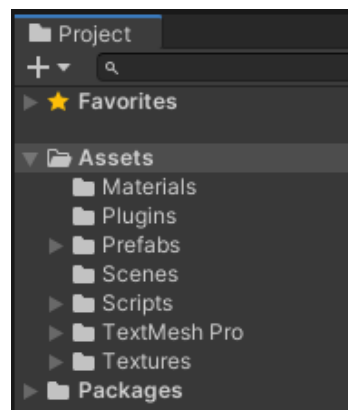 Project
Favorites
Assets
Materials
Plugins
Prefabs
Scenes
Scripts
TextMesh Pro
Textures
Packages